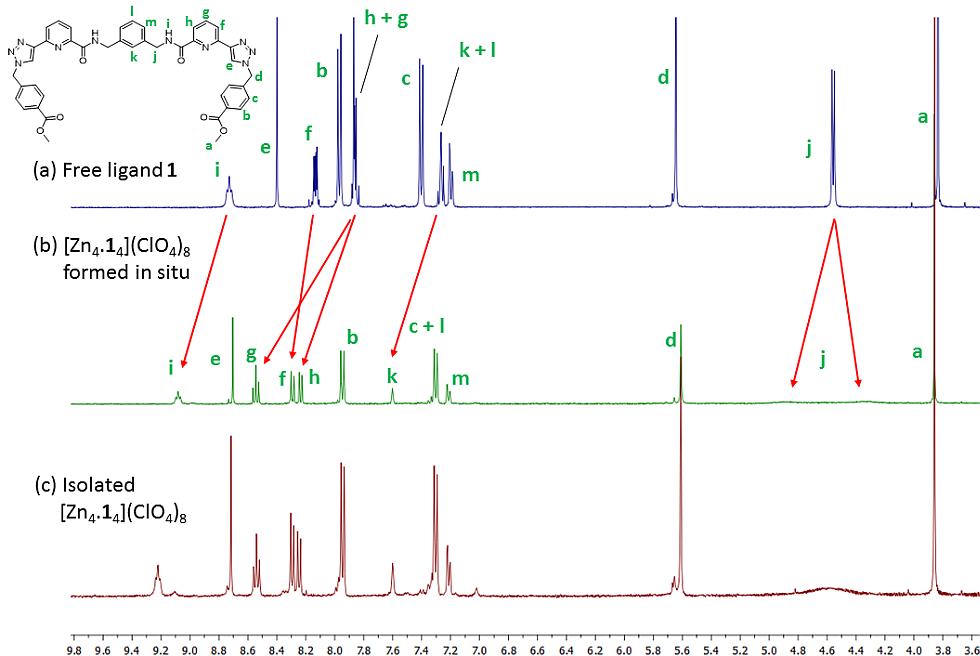 l
h g f
m
N N H N i H N N N
N N
k j
O O
N N
e
N N
d
c
b
O O
O O
a
h + g
k + l
b
c
d
a
e
f
i
j
m
(a) Free ligand 1
(b) [Zn₄.1₄](ClO₄)₈
formed in situ
c + l
b
d
a
e
g
f
h
i
k
m
j
(c) Isolated
[Zn₄.1₄](ClO₄)₈
9.8 9.6 9.4 9.2 9.0 8.8 8.6 8.4 8.2 8.0 7.8 7.6 7.4 7.2 7.0 6.8 6.6 6.4 6.2 6.0 5.8 5.6 5.4 5.2 5.0 4.8 4.6 4.4 4.2 4.0 3.8 3.6